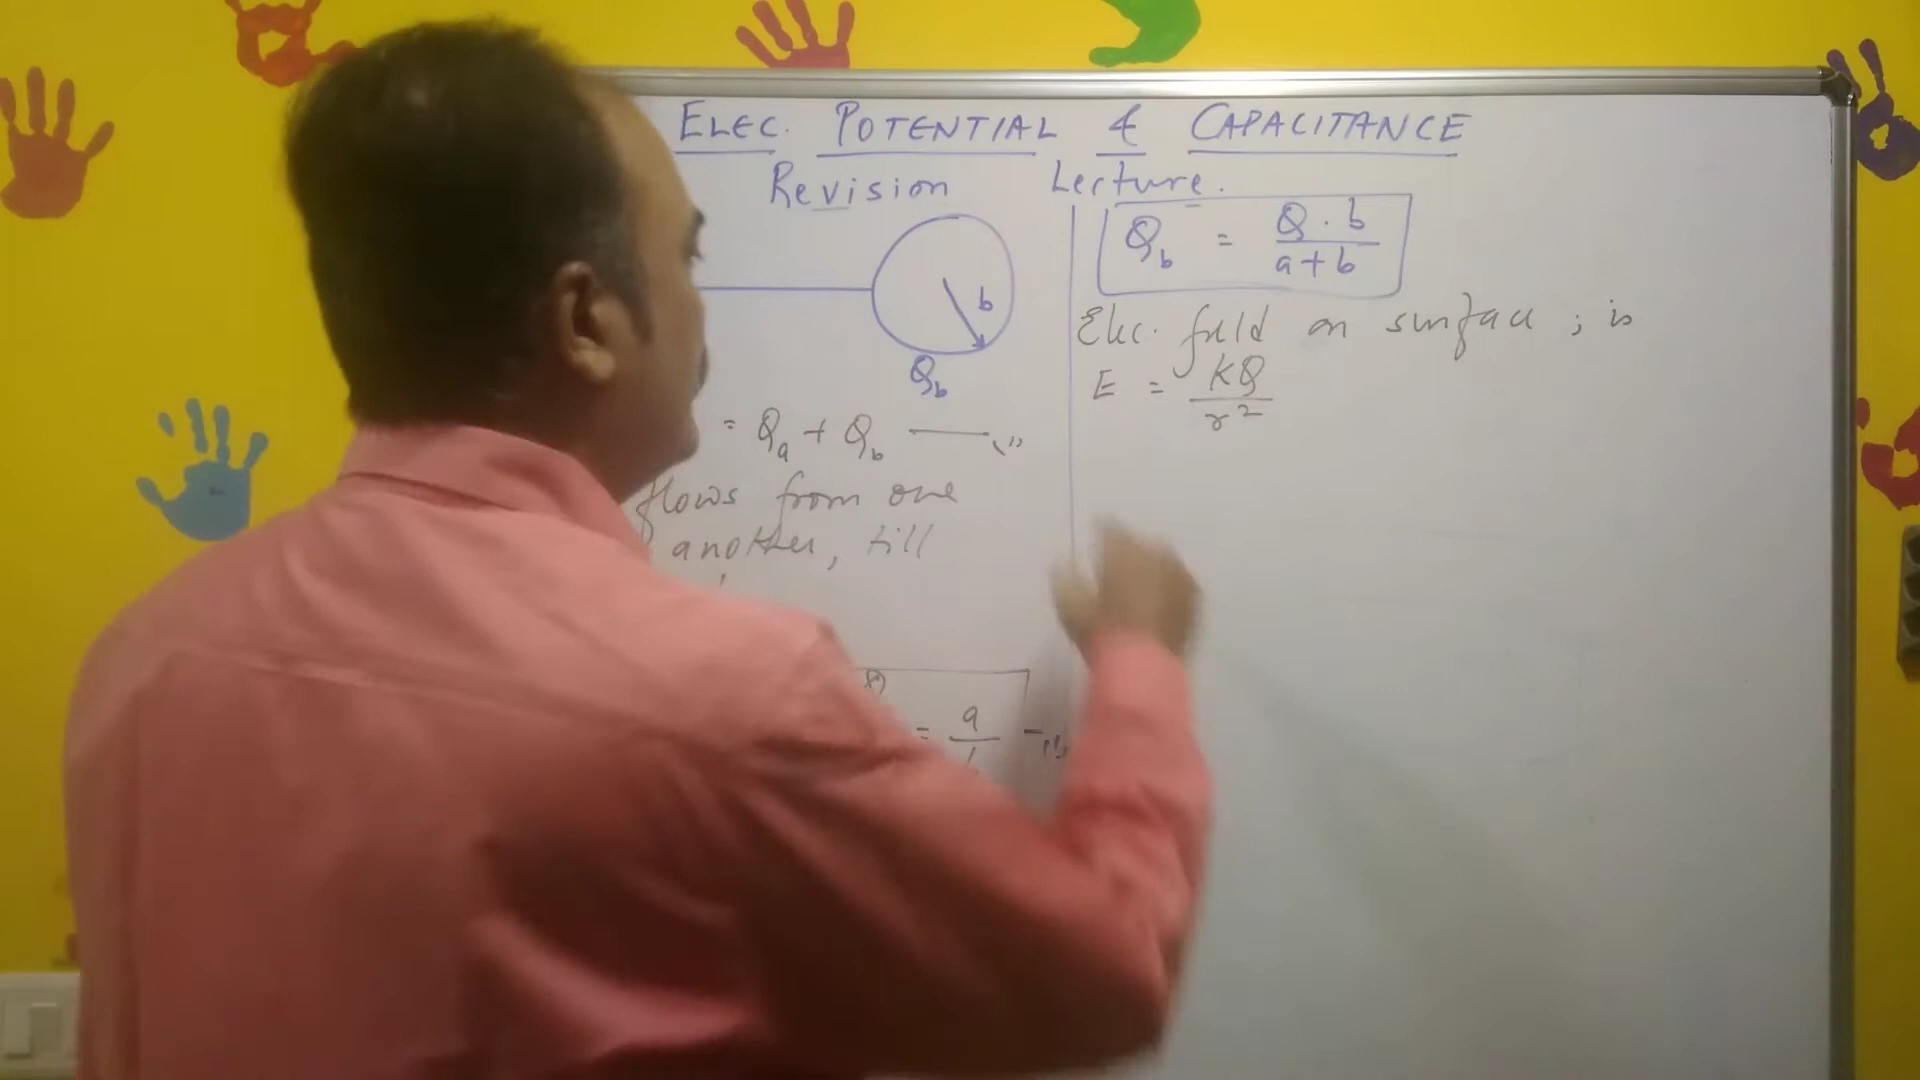 ELEC. POTENTIAL & CAPACITANCE
Revision Lecture.
b
Q_b
= Q_a + Q_b
flows from one
another, till
= a
Q_b = Q . b / a + b
Elec. field on surface ; is
E = kQ / r²